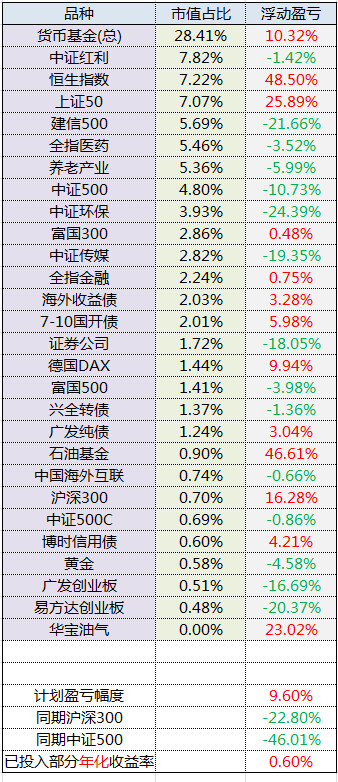 品种 市值占比 浮动盈亏
货币基金(总) 28.41% 10.32%
中证红利 7.82% -1.42%
恒生指数 7.22% 48.50%
上证50 7.07% 25.89%
建信500 5.69% -21.66%
全指医药 5.46% -3.52%
养老产业 5.36% -5.99%
中证500 4.80% -10.73%
中证环保 3.93% -24.39%
富国300 2.86% 0.48%
中证传媒 2.82% -19.35%
全指金融 2.24% 0.75%
海外收益债 2.03% 3.28%
7-10国开债 2.01% 5.98%
证券公司 1.72% -18.05%
德国DAX 1.44% 9.94%
富国500 1.41% -3.98%
兴全转债 1.37% -1.36%
广发纯债 1.24% 3.04%
石油基金 0.90% 46.61%
中国海外互联 0.74% -0.66%
沪深300 0.70% 16.28%
中证500C 0.69% -0.86%
博时信用债 0.60% 4.21%
黄金 0.58% -4.58%
广发创业板 0.51% -16.69%
易方达创业板 0.48% -20.37%
华宝油气 0.00% 23.02%
计划盈亏幅度 9.60%
同期沪深300 -22.80%
同期中证500 -46.01%
已投入部分年化收益率 0.60%